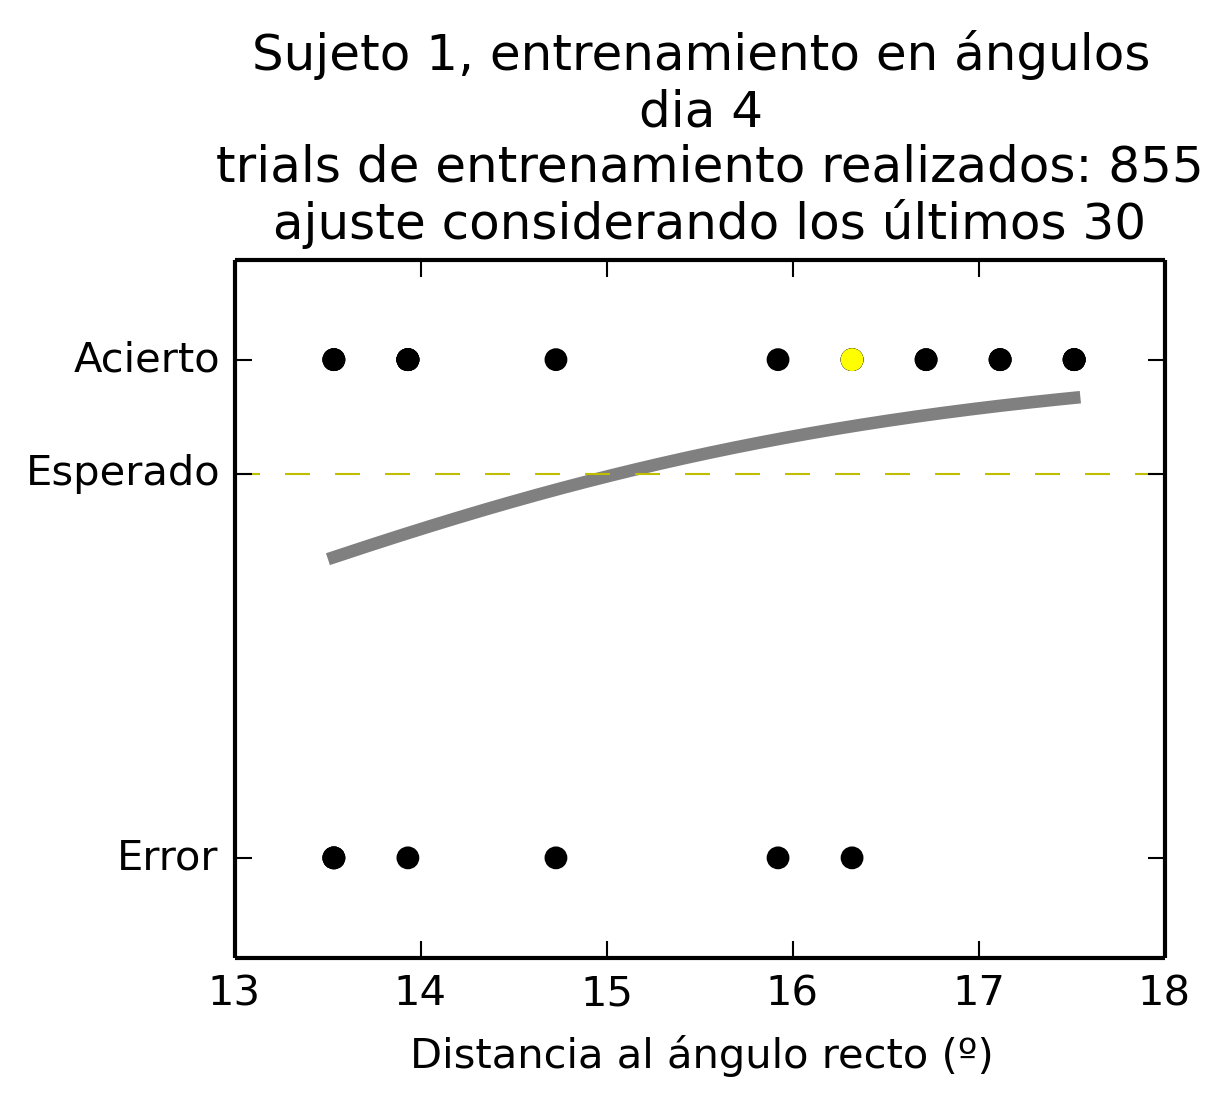 Sujeto 1, entrenamiento en ángulos
dia 4
trials de entrenamiento realizados: 855
ajuste considerando los últimos 30
Acierto
Esperado
Error
13 14 15 16 17 18
Distancia al ángulo recto (º)